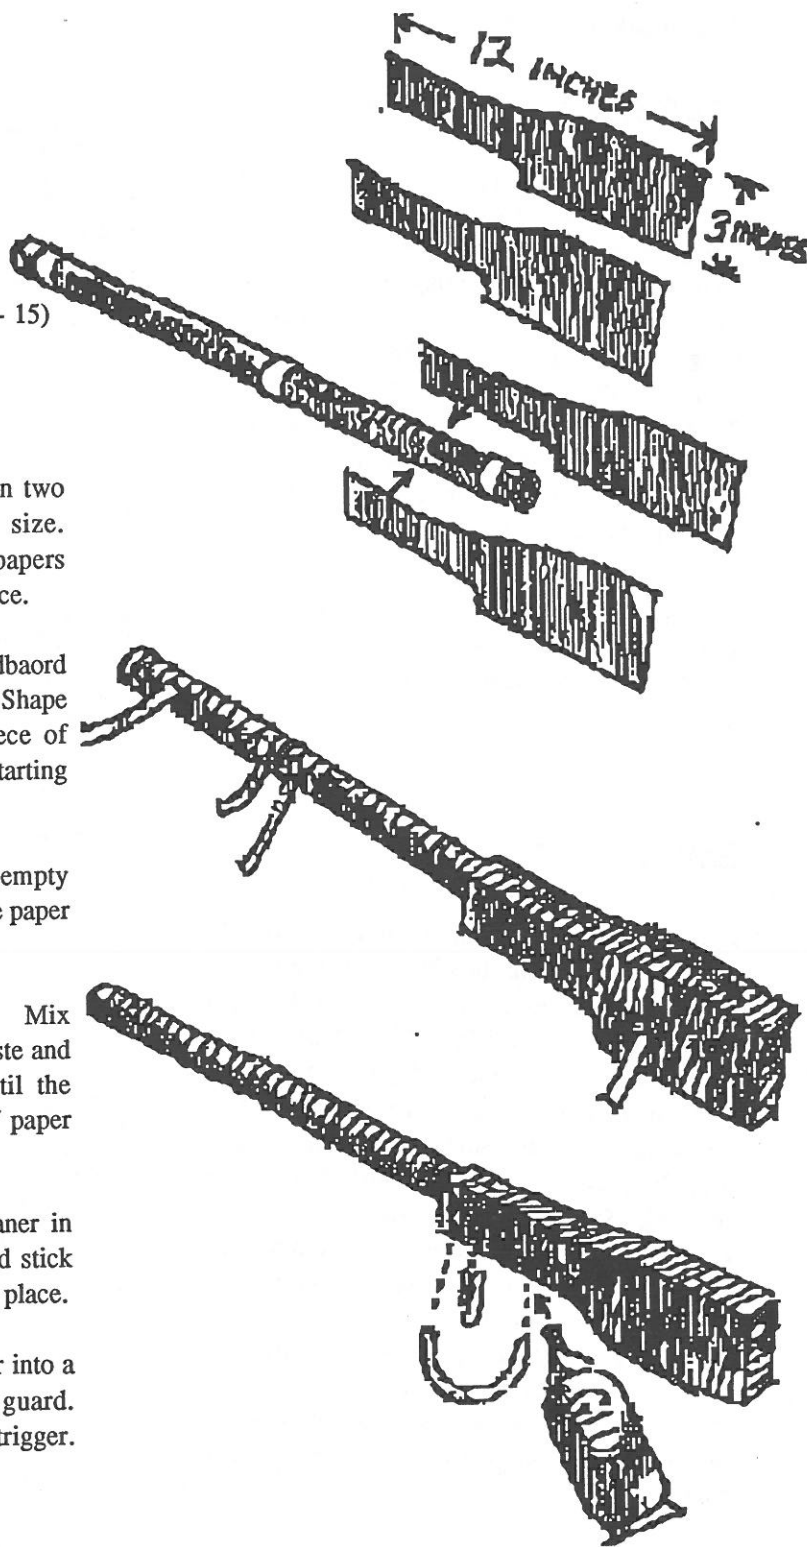 12 INCHES
3 INCHES
- 15)
n two
size.
papers
ce.
lbaord
Shape
ece of
tarting
empty
e paper
Mix
ste and
til the
paper
aner in
d stick
place.
r into a
guard.
trigger.